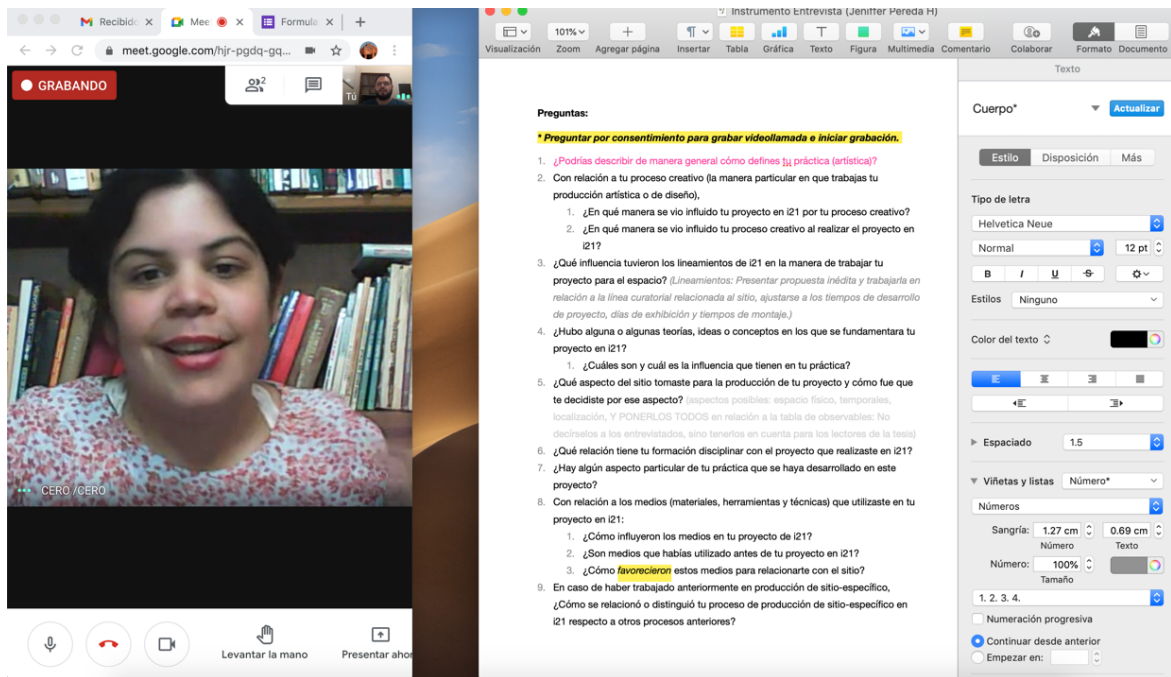 Recibido
Mee
Formula
meet.google.com/hjr-pgdq-gq...
GRABANDO
2
Tú
CERO /CERO
Levantar la mano
Presentar ahor
Instrumento Entrevista (Jeniffer Pereda H)
101%
Visualización Zoom Agregar página Insertar Tabla Gráfica Texto Figura Multimedia Comentario Colaborar Formato Documento
Preguntas:
* Preguntar por consentimiento para grabar videollamada e iniciar grabación.
1. ¿Podrías describir de manera general cómo defines tu práctica (artística)?
2. Con relación a tu proceso creativo (la manera particular en que trabajas tu
producción artística o de diseño),
1. ¿En qué manera se vio influido tu proyecto en i21 por tu proceso creativo?
2. ¿En qué manera se vio influido tu proceso creativo al realizar el proyecto en
i21?
3. ¿Qué influencia tuvieron los lineamientos de i21 en la manera de trabajar tu
proyecto para el espacio? (Lineamientos: Presentar propuesta inédita y trabajarla en
relación a la línea curatorial relacionada al sitio, ajustarse a los tiempos de desarrollo
de proyecto, días de exhibición y tiempos de montaje.)
4. ¿Hubo alguna o algunas teorías, ideas o conceptos en los que se fundamentara tu
proyecto en i21?
1. ¿Cuáles son y cuál es la influencia que tienen en tu práctica?
5. ¿Qué aspecto del sitio tomaste para la producción de tu proyecto y cómo fue que
te decidiste por ese aspecto? (aspectos posibles: espacio físico, temporales,
localización, Y PONERLOS TODOS en relación a la tabla de observables: No
decírselos a los entrevistados, sino tenerlos en cuenta para los lectores de la tesis)
6. ¿Qué relación tiene tu formación disciplinar con el proyecto que realizaste en i21?
7. ¿Hay algún aspecto particular de tu práctica que se haya desarrollado en este
proyecto?
8. Con relación a los medios (materiales, herramientas y técnicas) que utilizaste en tu
proyecto en i21:
1. ¿Cómo influyeron los medios en tu proyecto de i21?
2. ¿Son medios que habías utilizado antes de tu proyecto en i21?
3. ¿Cómo favorecieron estos medios para relacionarte con el sitio?
9. En caso de haber trabajado anteriormente en producción de sitio-específico,
¿Cómo se relacionó o distinguió tu proceso de producción de sitio-específico en
i21 respecto a otros procesos anteriores?
Texto
Cuerpo*
Actualizar
Estilo Disposición Más
Tipo de letra
Helvetica Neue
Normal 12 pt
B I U S
Estilos Ninguno
Color del texto
Espaciado 1.5
Viñetas y listas Número*
Números
Sangría: 1.27 cm 0.69 cm
Número Texto
Número: 100%
Tamaño
1. 2. 3. 4.
Numeración progresiva
Continuar desde anterior
Empezar en: